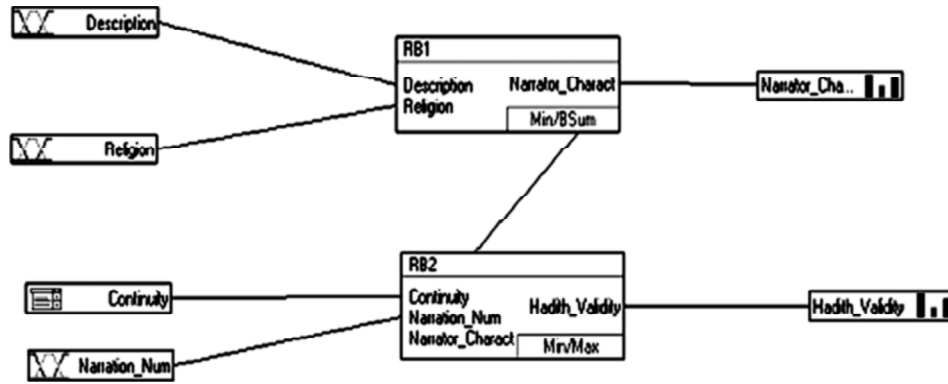 Description
Religion
RB1
Description
Religion
Narrator_Charact
Min/BSum
Narrator_Cha...
Continuity
Narration_Num
RB2
Continuity
Narration_Num
Narrator_Charact
Hadith_Validity
Min/Max
Hadith_Validity